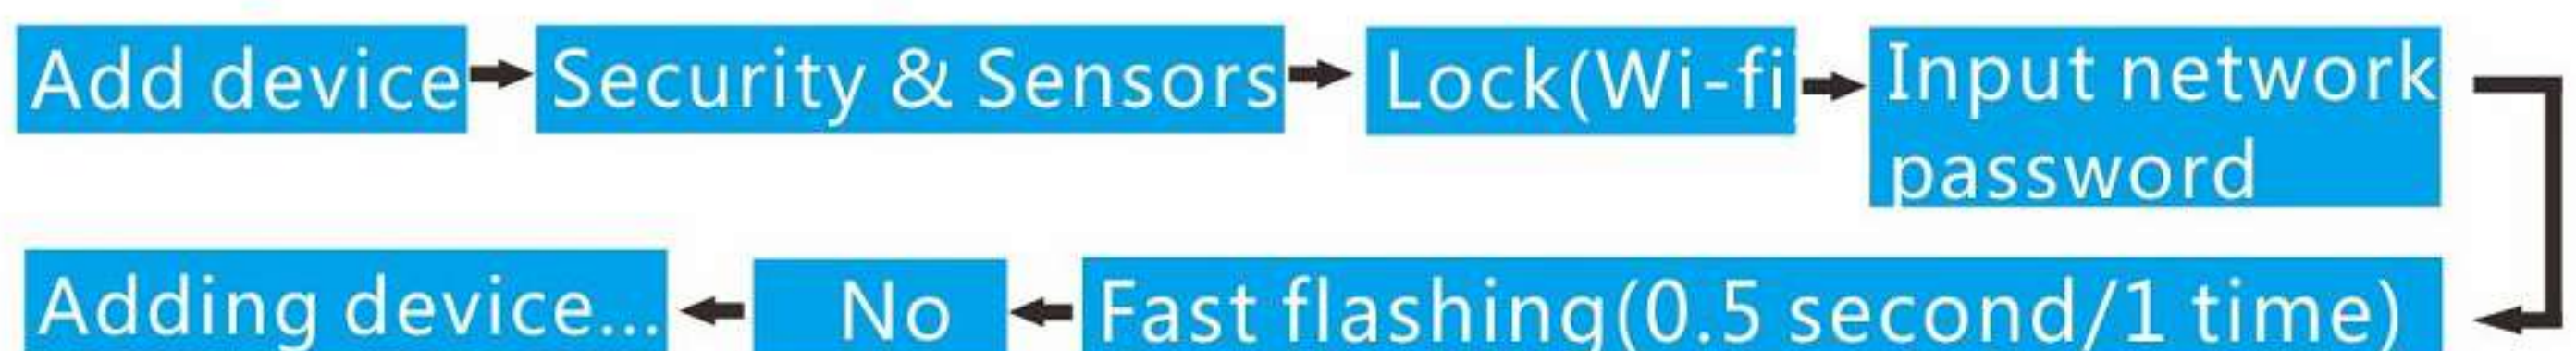 Add device
Security & Sensors
Lock(Wi-fi)
Input network
password
Fast flashing(0.5 second/1 time)
No
Adding device...